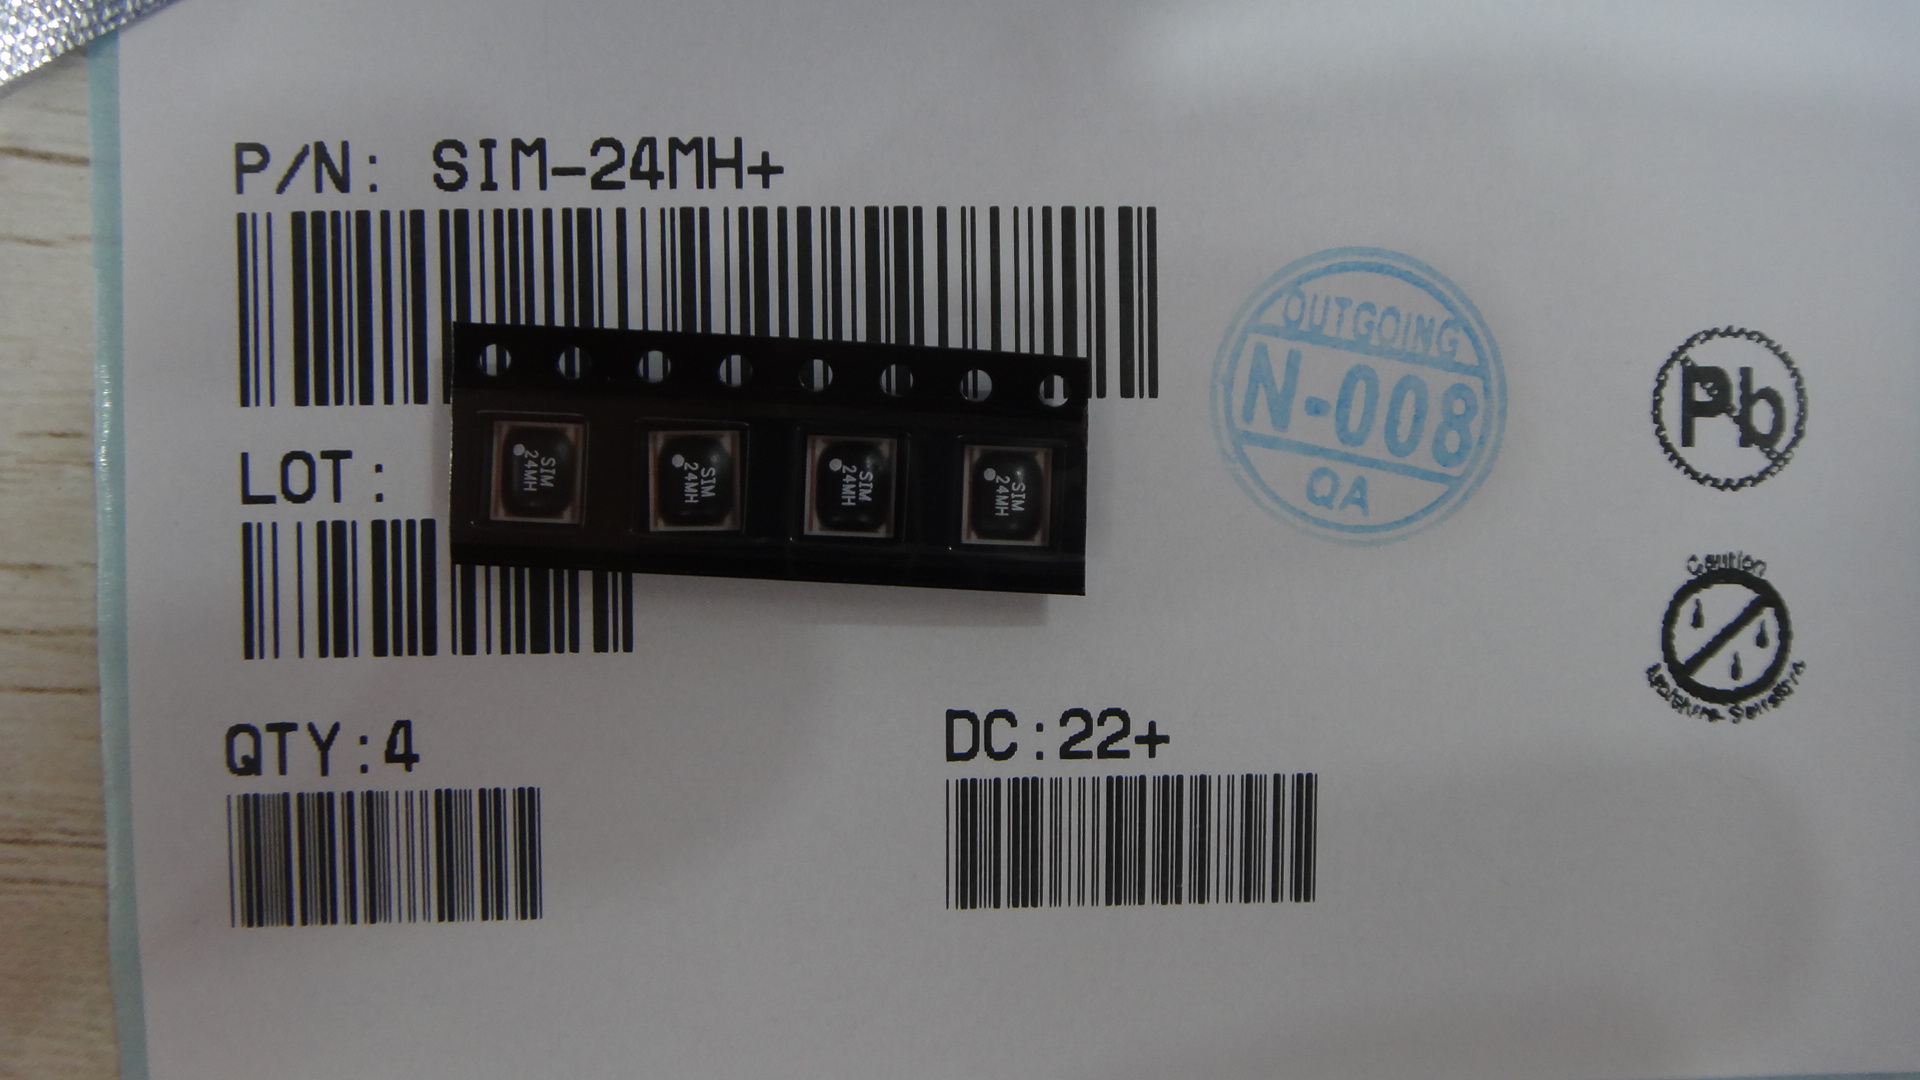 P/N: SIM-24MH+
OUTGOING
N-008
QA
Pb
LOT:
SIM
24MH
SIM
24MH
SIM
24MH
SIM
24MH
Caution
QTY:4
DC:22+